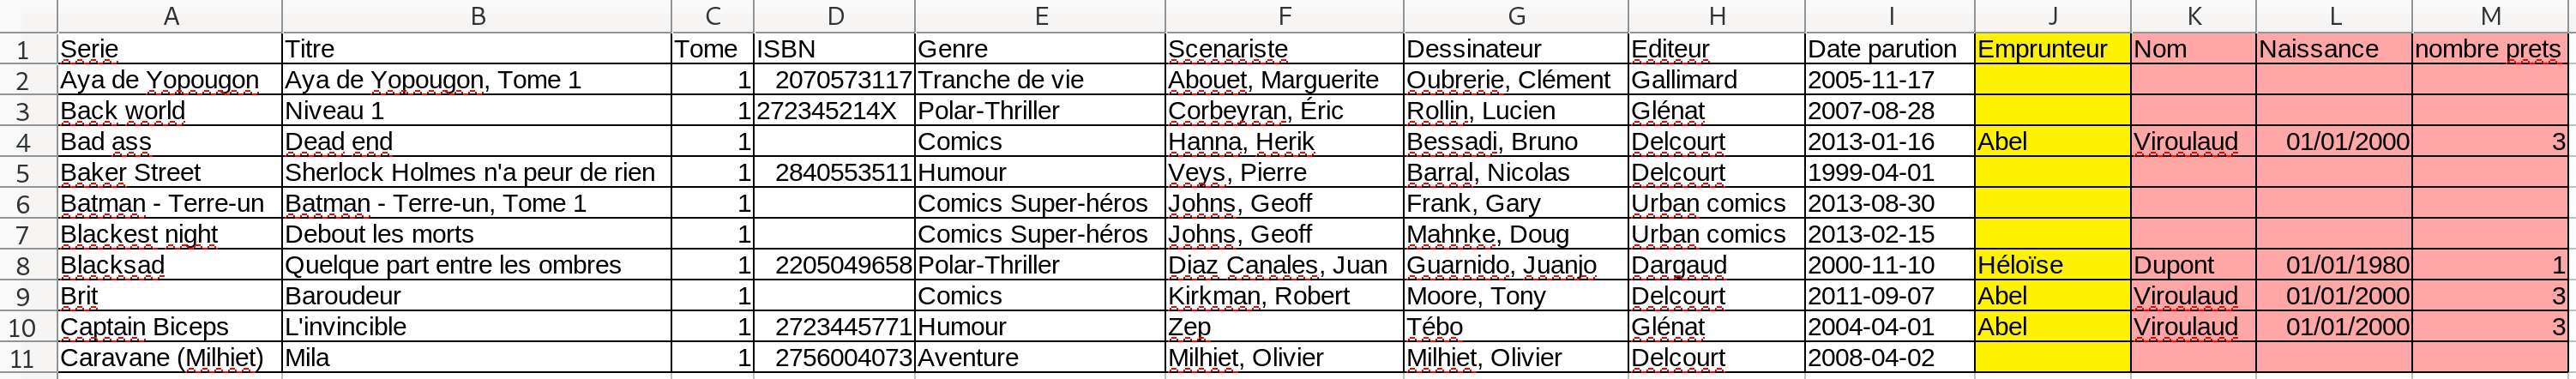 A B C D E F G H I J K L M
1 Serie Titre Tome ISBN Genre Scenariste Dessinateur Editeur Date parution Emprunteur Nom Naissance nombre prets
2 Aya de Yopougon Aya de Yopougon, Tome 1 1 2070573117 Tranche de vie Abouet, Marguerite Oubrerie, Clément Gallimard 2005-11-17
3 Back world Niveau 1 1 272345214X Polar-Thriller Corbeyran, Éric Rollin, Lucien Glénat 2007-08-28
4 Bad ass Dead end 1 Comics Hanna, Herik Bessadi, Bruno Delcourt 2013-01-16 Abel Viroulaud 01/01/2000 3
5 Baker Street Sherlock Holmes n'a peur de rien 1 2840553511 Humour Veys, Pierre Barral, Nicolas Delcourt 1999-04-01
6 Batman - Terre-un Batman - Terre-un, Tome 1 1 Comics Super-héros Johns, Geoff Frank, Gary Urban comics 2013-08-30
7 Blackest night Debout les morts 1 Comics Super-héros Johns, Geoff Mahnke, Doug Urban comics 2013-02-15
8 Blacksad Quelque part entre les ombres 1 2205049658 Polar-Thriller Diaz Canales, Juan Guarnido, Juanjo Dargaud 2000-11-10 Héloïse Dupont 01/01/1980 1
9 Brit Baroudeur 1 Comics Kirkman, Robert Moore, Tony Delcourt 2011-09-07 Abel Viroulaud 01/01/2000 3
10 Captain Biceps L'invincible 1 2723445771 Humour Zep Tébo Glénat 2004-04-01 Abel Viroulaud 01/01/2000 3
11 Caravane (Milhiet) Mila 1 2756004073 Aventure Milhiet, Olivier Milhiet, Olivier Delcourt 2008-04-02